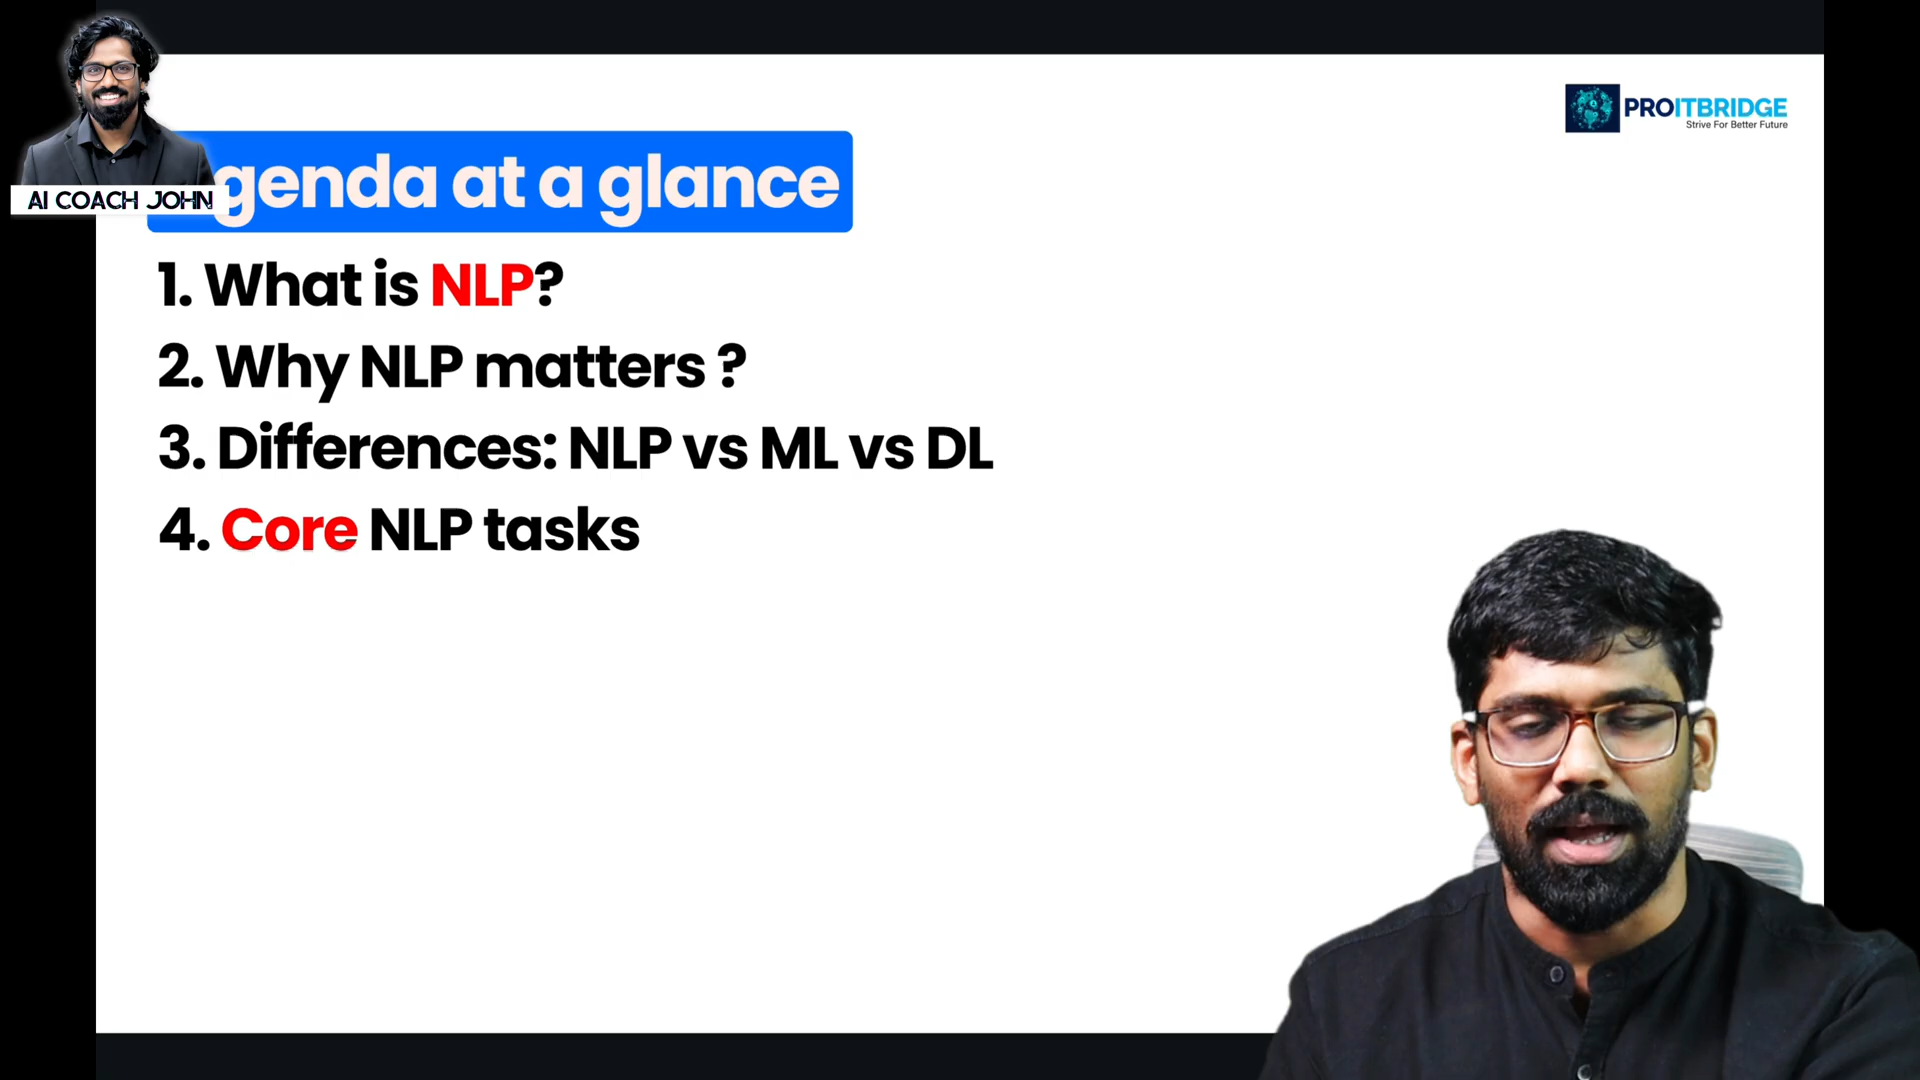 PROITBRIDGE
Strive For Better Future
AI COACH JOHN
genda at a glance
1. What is NLP?
2. Why NLP matters ?
3. Differences: NLP vs ML vs DL
4. Core NLP tasks